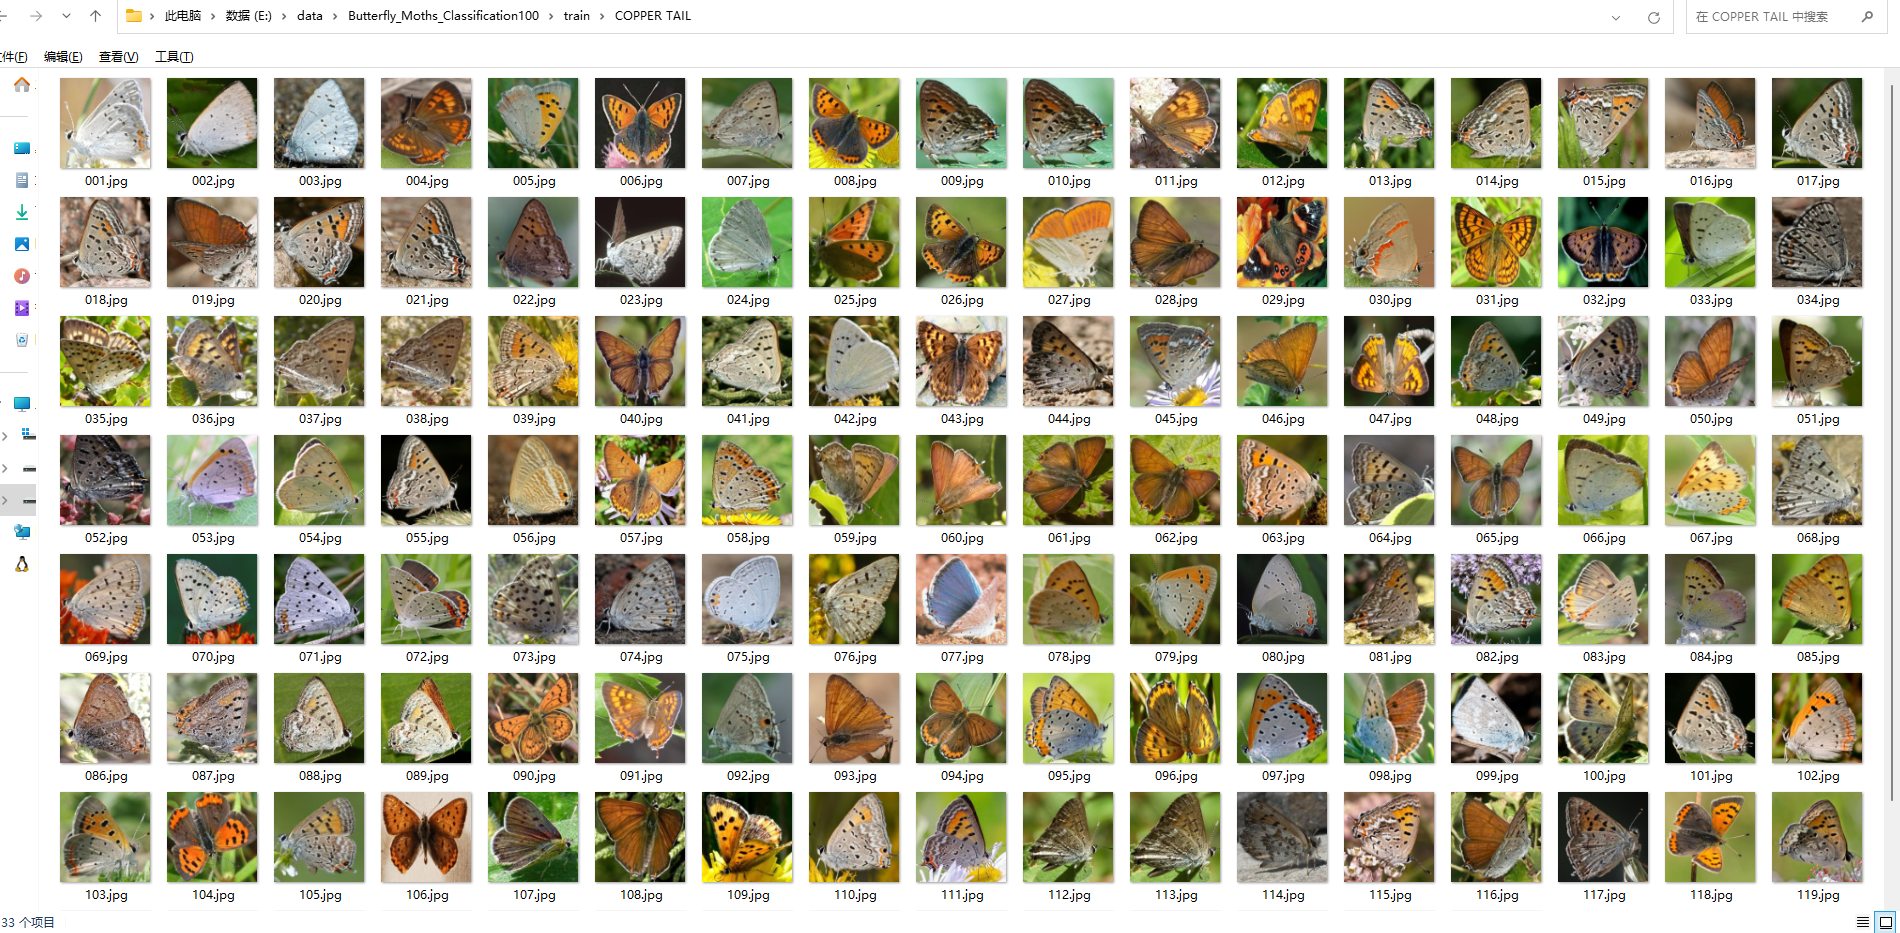 此电脑 › 数据 (E:) › data › Butterfly_Moths_Classification100 › train › COPPER TAIL
在 COPPER TAIL 中搜索
件(F) 编辑(E) 查看(V) 工具(T)
001.jpg 002.jpg 003.jpg 004.jpg 005.jpg 006.jpg 007.jpg 008.jpg 009.jpg 010.jpg 011.jpg 012.jpg 013.jpg 014.jpg 015.jpg 016.jpg 017.jpg
018.jpg 019.jpg 020.jpg 021.jpg 022.jpg 023.jpg 024.jpg 025.jpg 026.jpg 027.jpg 028.jpg 029.jpg 030.jpg 031.jpg 032.jpg 033.jpg 034.jpg
035.jpg 036.jpg 037.jpg 038.jpg 039.jpg 040.jpg 041.jpg 042.jpg 043.jpg 044.jpg 045.jpg 046.jpg 047.jpg 048.jpg 049.jpg 050.jpg 051.jpg
052.jpg 053.jpg 054.jpg 055.jpg 056.jpg 057.jpg 058.jpg 059.jpg 060.jpg 061.jpg 062.jpg 063.jpg 064.jpg 065.jpg 066.jpg 067.jpg 068.jpg
069.jpg 070.jpg 071.jpg 072.jpg 073.jpg 074.jpg 075.jpg 076.jpg 077.jpg 078.jpg 079.jpg 080.jpg 081.jpg 082.jpg 083.jpg 084.jpg 085.jpg
086.jpg 087.jpg 088.jpg 089.jpg 090.jpg 091.jpg 092.jpg 093.jpg 094.jpg 095.jpg 096.jpg 097.jpg 098.jpg 099.jpg 100.jpg 101.jpg 102.jpg
103.jpg 104.jpg 105.jpg 106.jpg 107.jpg 108.jpg 109.jpg 110.jpg 111.jpg 112.jpg 113.jpg 114.jpg 115.jpg 116.jpg 117.jpg 118.jpg 119.jpg
33 个项目